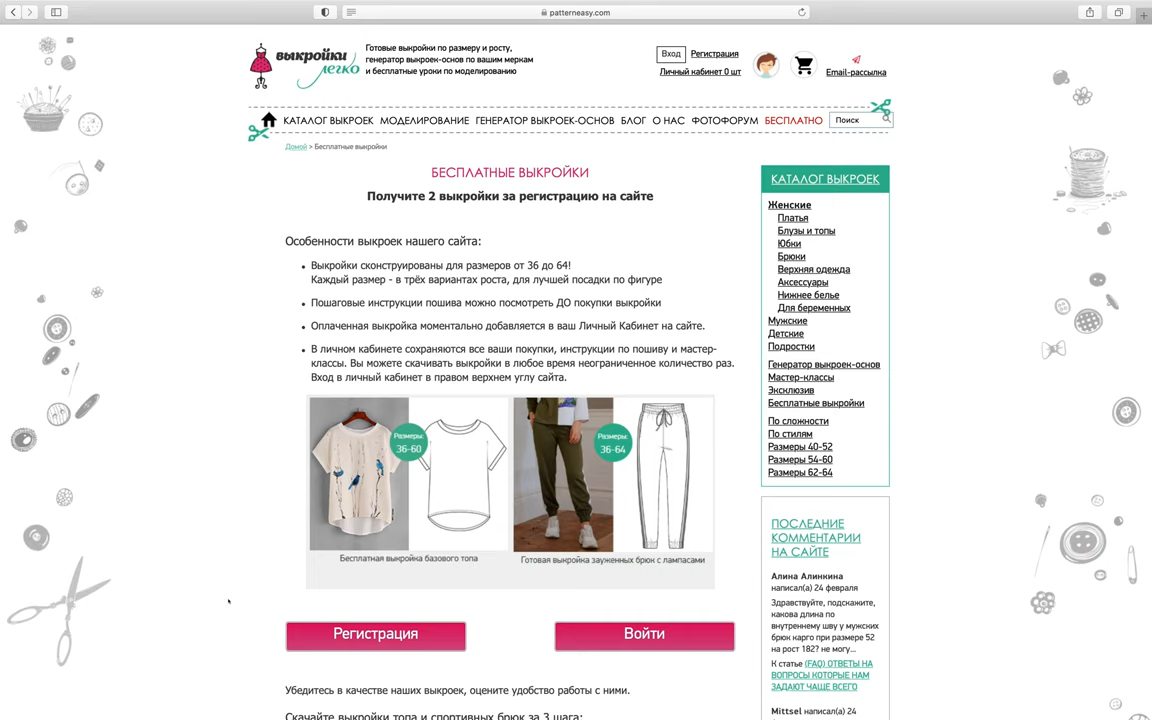 patterneasy.com
выкройки
легко
Готовые выкройки по размеру и росту,
генератор выкроек-основ по вашим меркам
и бесплатные уроки по моделированию
Вход Регистрация
Личный кабинет 0 шт
Email-рассылка
КАТАЛОГ ВЫКРОЕК МОДЕЛИРОВАНИЕ ГЕНЕРАТОР ВЫКРОЕК-ОСНОВ БЛОГ О НАС ФОТОФОРУМ БЕСПЛАТНО Поиск
Домой > Бесплатные выкройки
БЕСПЛАТНЫЕ ВЫКРОЙКИ
Получите 2 выкройки за регистрацию на сайте
Особенности выкроек нашего сайта:
• Выкройки сконструированы для размеров от 36 до 64!
Каждый размер - в трёх вариантах роста, для лучшей посадки по фигуре
• Пошаговые инструкции пошива можно посмотреть ДО покупки выкройки
• Оплаченная выкройка моментально добавляется в ваш Личный Кабинет на сайте.
• В личном кабинете сохраняются все ваши покупки, инструкции по пошиву и мастер-
классы. Вы можете скачивать выкройки в любое время неограниченное количество раз.
Вход в личный кабинет в правом верхнем углу сайта.
Размеры:
36-60
Размеры:
36-64
Бесплатная выкройка базового топа
Готовая выкройка зауженных брюк с лампасами
Регистрация
Войти
Убедитесь в качестве наших выкроек, оцените удобство работы с ними.
Скачайте выкройки топа и спортивных брюк за 3 шага:
КАТАЛОГ ВЫКРОЕК
Женские
Платья
Блузы и топы
Юбки
Брюки
Верхняя одежда
Аксессуары
Нижнее белье
Для беременных
Мужские
Детские
Подростки
Генератор выкроек-основ
Мастер-классы
Эксклюзив
Бесплатные выкройки
По сложности
По стилям
Размеры 40-52
Размеры 54-60
Размеры 62-64
ПОСЛЕДНИЕ
КОММЕНТАРИИ
НА САЙТЕ
Алина Алинкина
написал(а) 24 февраля
Здравствуйте, подскажите,
какова длина по
внутреннему шву у мужских
брюк карго при размере 52
на рост 182? не могу...
К статье (FAQ) ОТВЕТЫ НА
ВОПРОСЫ КОТОРЫЕ НАМ
ЗАДАЮТ ЧАЩЕ ВСЕГО
Mittsel написал(а) 24